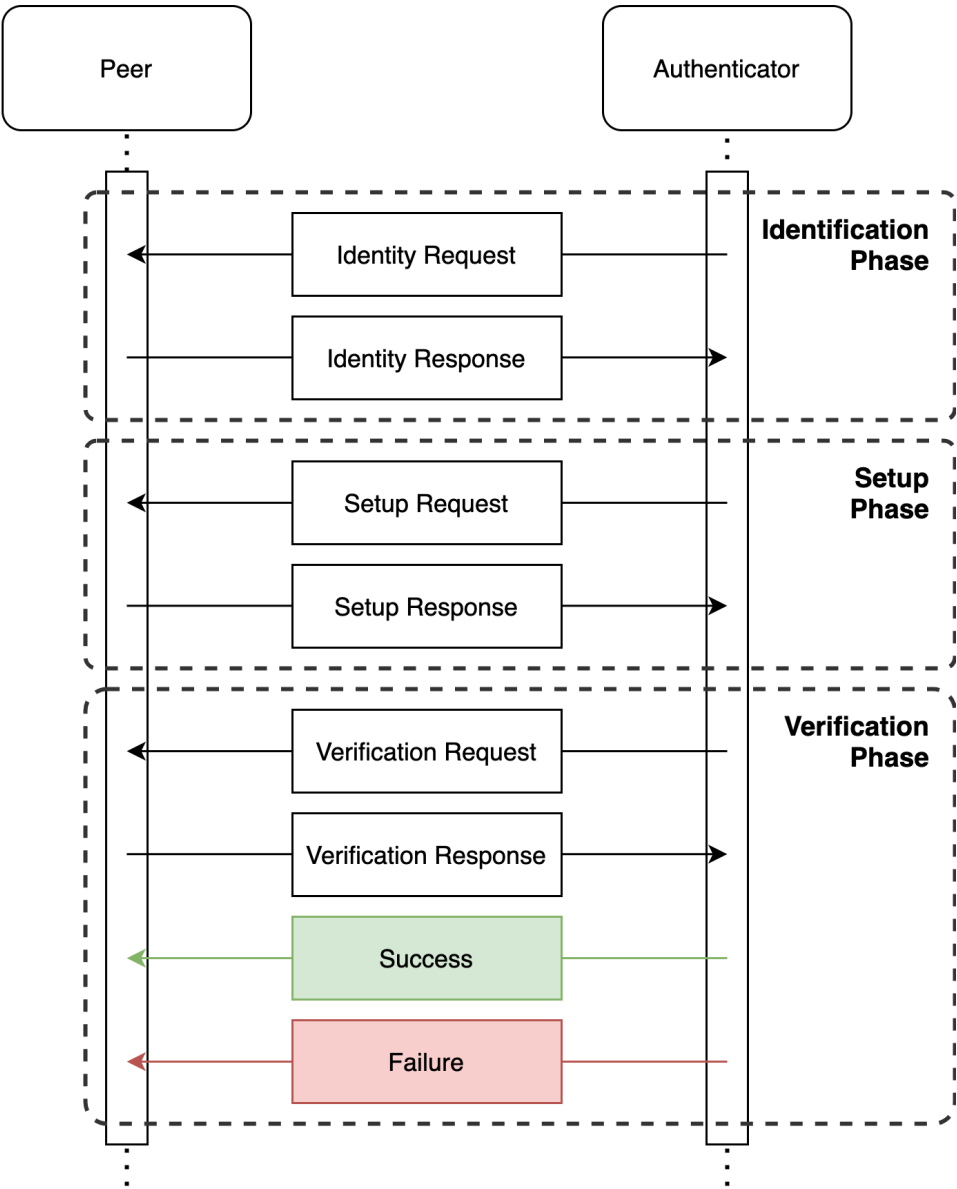 Peer
Authenticator
Identification
Phase
Identity Request
Identity Response
Setup
Phase
Setup Request
Setup Response
Verification
Phase
Verification Request
Verification Response
Success
Failure